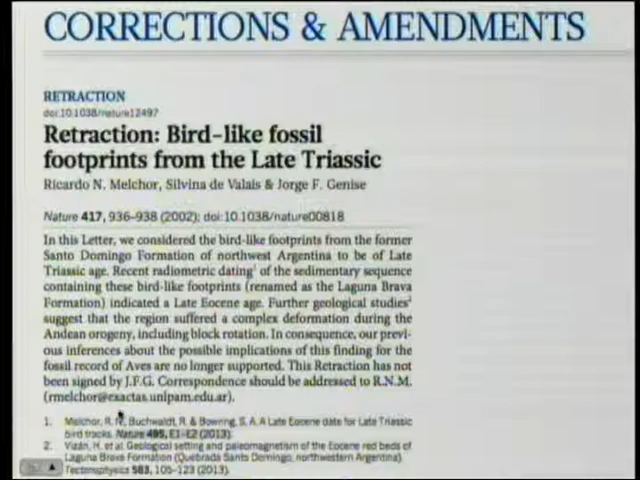 CORRECTIONS & AMENDMENTS
RETRACTION
doi:10.1038/nature12497
Retraction: Bird-like fossil
footprints from the Late Triassic
Ricardo N. Melchor, Silvina de Valais & Jorge F. Genise
Nature 417, 936–938 (2002); doi:10.1038/nature00818
In this Letter, we considered the bird-like footprints from the former
Santo Domingo Formation of northwest Argentina to be of Late
Triassic age. Recent radiometric dating1 of the sedimentary sequence
containing these bird-like footprints (renamed as the Laguna Brava
Formation) indicated a Late Eocene age. Further geological studies2
suggest that the region suffered a complex deformation during the
Andean orogeny, including block rotation. In consequence, our previ-
ous inferences about the possible implications of this finding for the
fossil record of Aves are no longer supported. This Retraction has not
been signed by J.F.G. Correspondence should be addressed to R.N.M.
(rmelchor@exactas.unlpam.edu.ar).
1. Melchor, R. N., Buchwaldt, R. & Bowring, S. A. A Late Eocene date for Late Triassic
bird tracks. Nature 495, E1–E2 (2013).
2. Vizán, H. et al. Geological setting and paleomagnetism of the Eocene red beds of
Laguna Brava Formation (Quebrada Santo Domingo, northwestern Argentina).
Tectonophysics 583, 105–123 (2013).